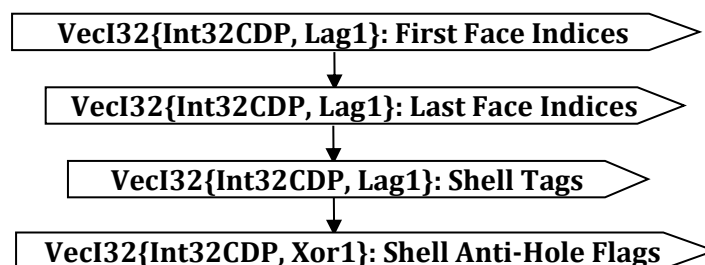 VecI32{Int32CDP, Lag1}: First Face Indices
VecI32{Int32CDP, Lag1}: Last Face Indices
VecI32{Int32CDP, Lag1}: Shell Tags
VecI32{Int32CDP, Xor1}: Shell Anti-Hole Flags